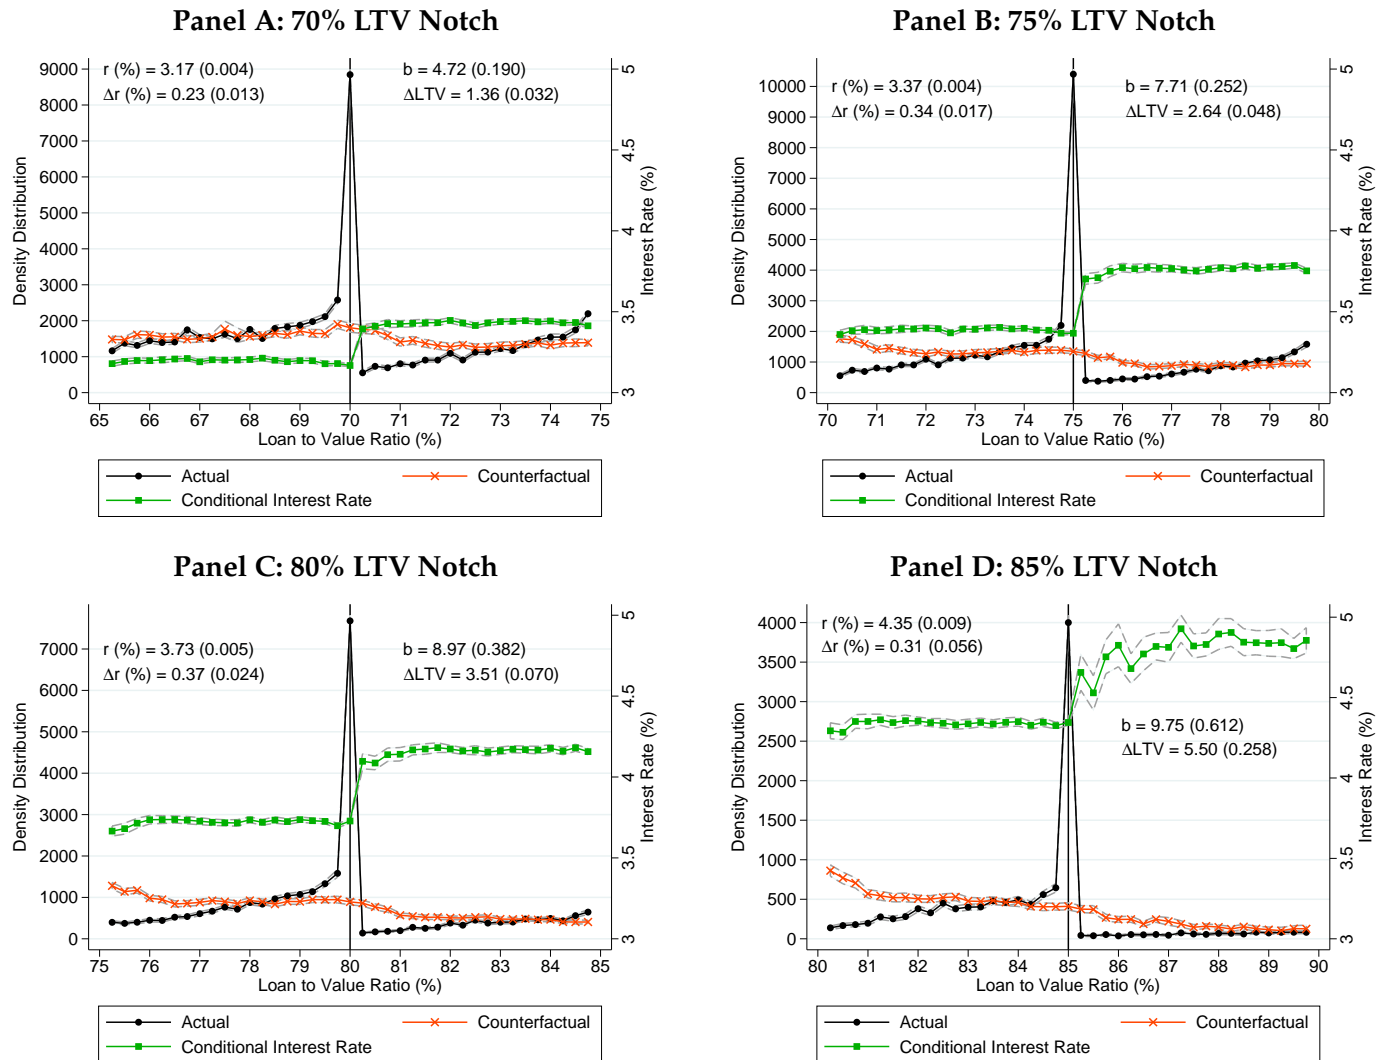 Panel A: 70% LTV Notch
r (%) = 3.17 (0.004)
Δr (%) = 0.23 (0.013)
b = 4.72 (0.190)
ΔLTV = 1.36 (0.032)
Density Distribution
9000
8000
7000
6000
5000
4000
3000
2000
1000
0
Interest Rate (%)
5
4.5
4
3.5
3
65 66 67 68 69 70 71 72 73 74 75
Loan to Value Ratio (%)
Actual
Counterfactual
Conditional Interest Rate
Panel B: 75% LTV Notch
r (%) = 3.37 (0.004)
Δr (%) = 0.34 (0.017)
b = 7.71 (0.252)
ΔLTV = 2.64 (0.048)
Density Distribution
10000
9000
8000
7000
6000
5000
4000
3000
2000
1000
0
Interest Rate (%)
5
4.5
4
3.5
3
70 71 72 73 74 75 76 77 78 79 80
Loan to Value Ratio (%)
Actual
Counterfactual
Conditional Interest Rate
Panel C: 80% LTV Notch
r (%) = 3.73 (0.005)
Δr (%) = 0.37 (0.024)
b = 8.97 (0.382)
ΔLTV = 3.51 (0.070)
Density Distribution
7000
6000
5000
4000
3000
2000
1000
0
Interest Rate (%)
5
4.5
4
3.5
3
75 76 77 78 79 80 81 82 83 84 85
Loan to Value Ratio (%)
Actual
Counterfactual
Conditional Interest Rate
Panel D: 85% LTV Notch
r (%) = 4.35 (0.009)
Δr (%) = 0.31 (0.056)
b = 9.75 (0.612)
ΔLTV = 5.50 (0.258)
Density Distribution
4000
3500
3000
2500
2000
1500
1000
500
0
Interest Rate (%)
5
4.5
4
3.5
3
80 81 82 83 84 85 86 87 88 89 90
Loan to Value Ratio (%)
Actual
Counterfactual
Conditional Interest Rate